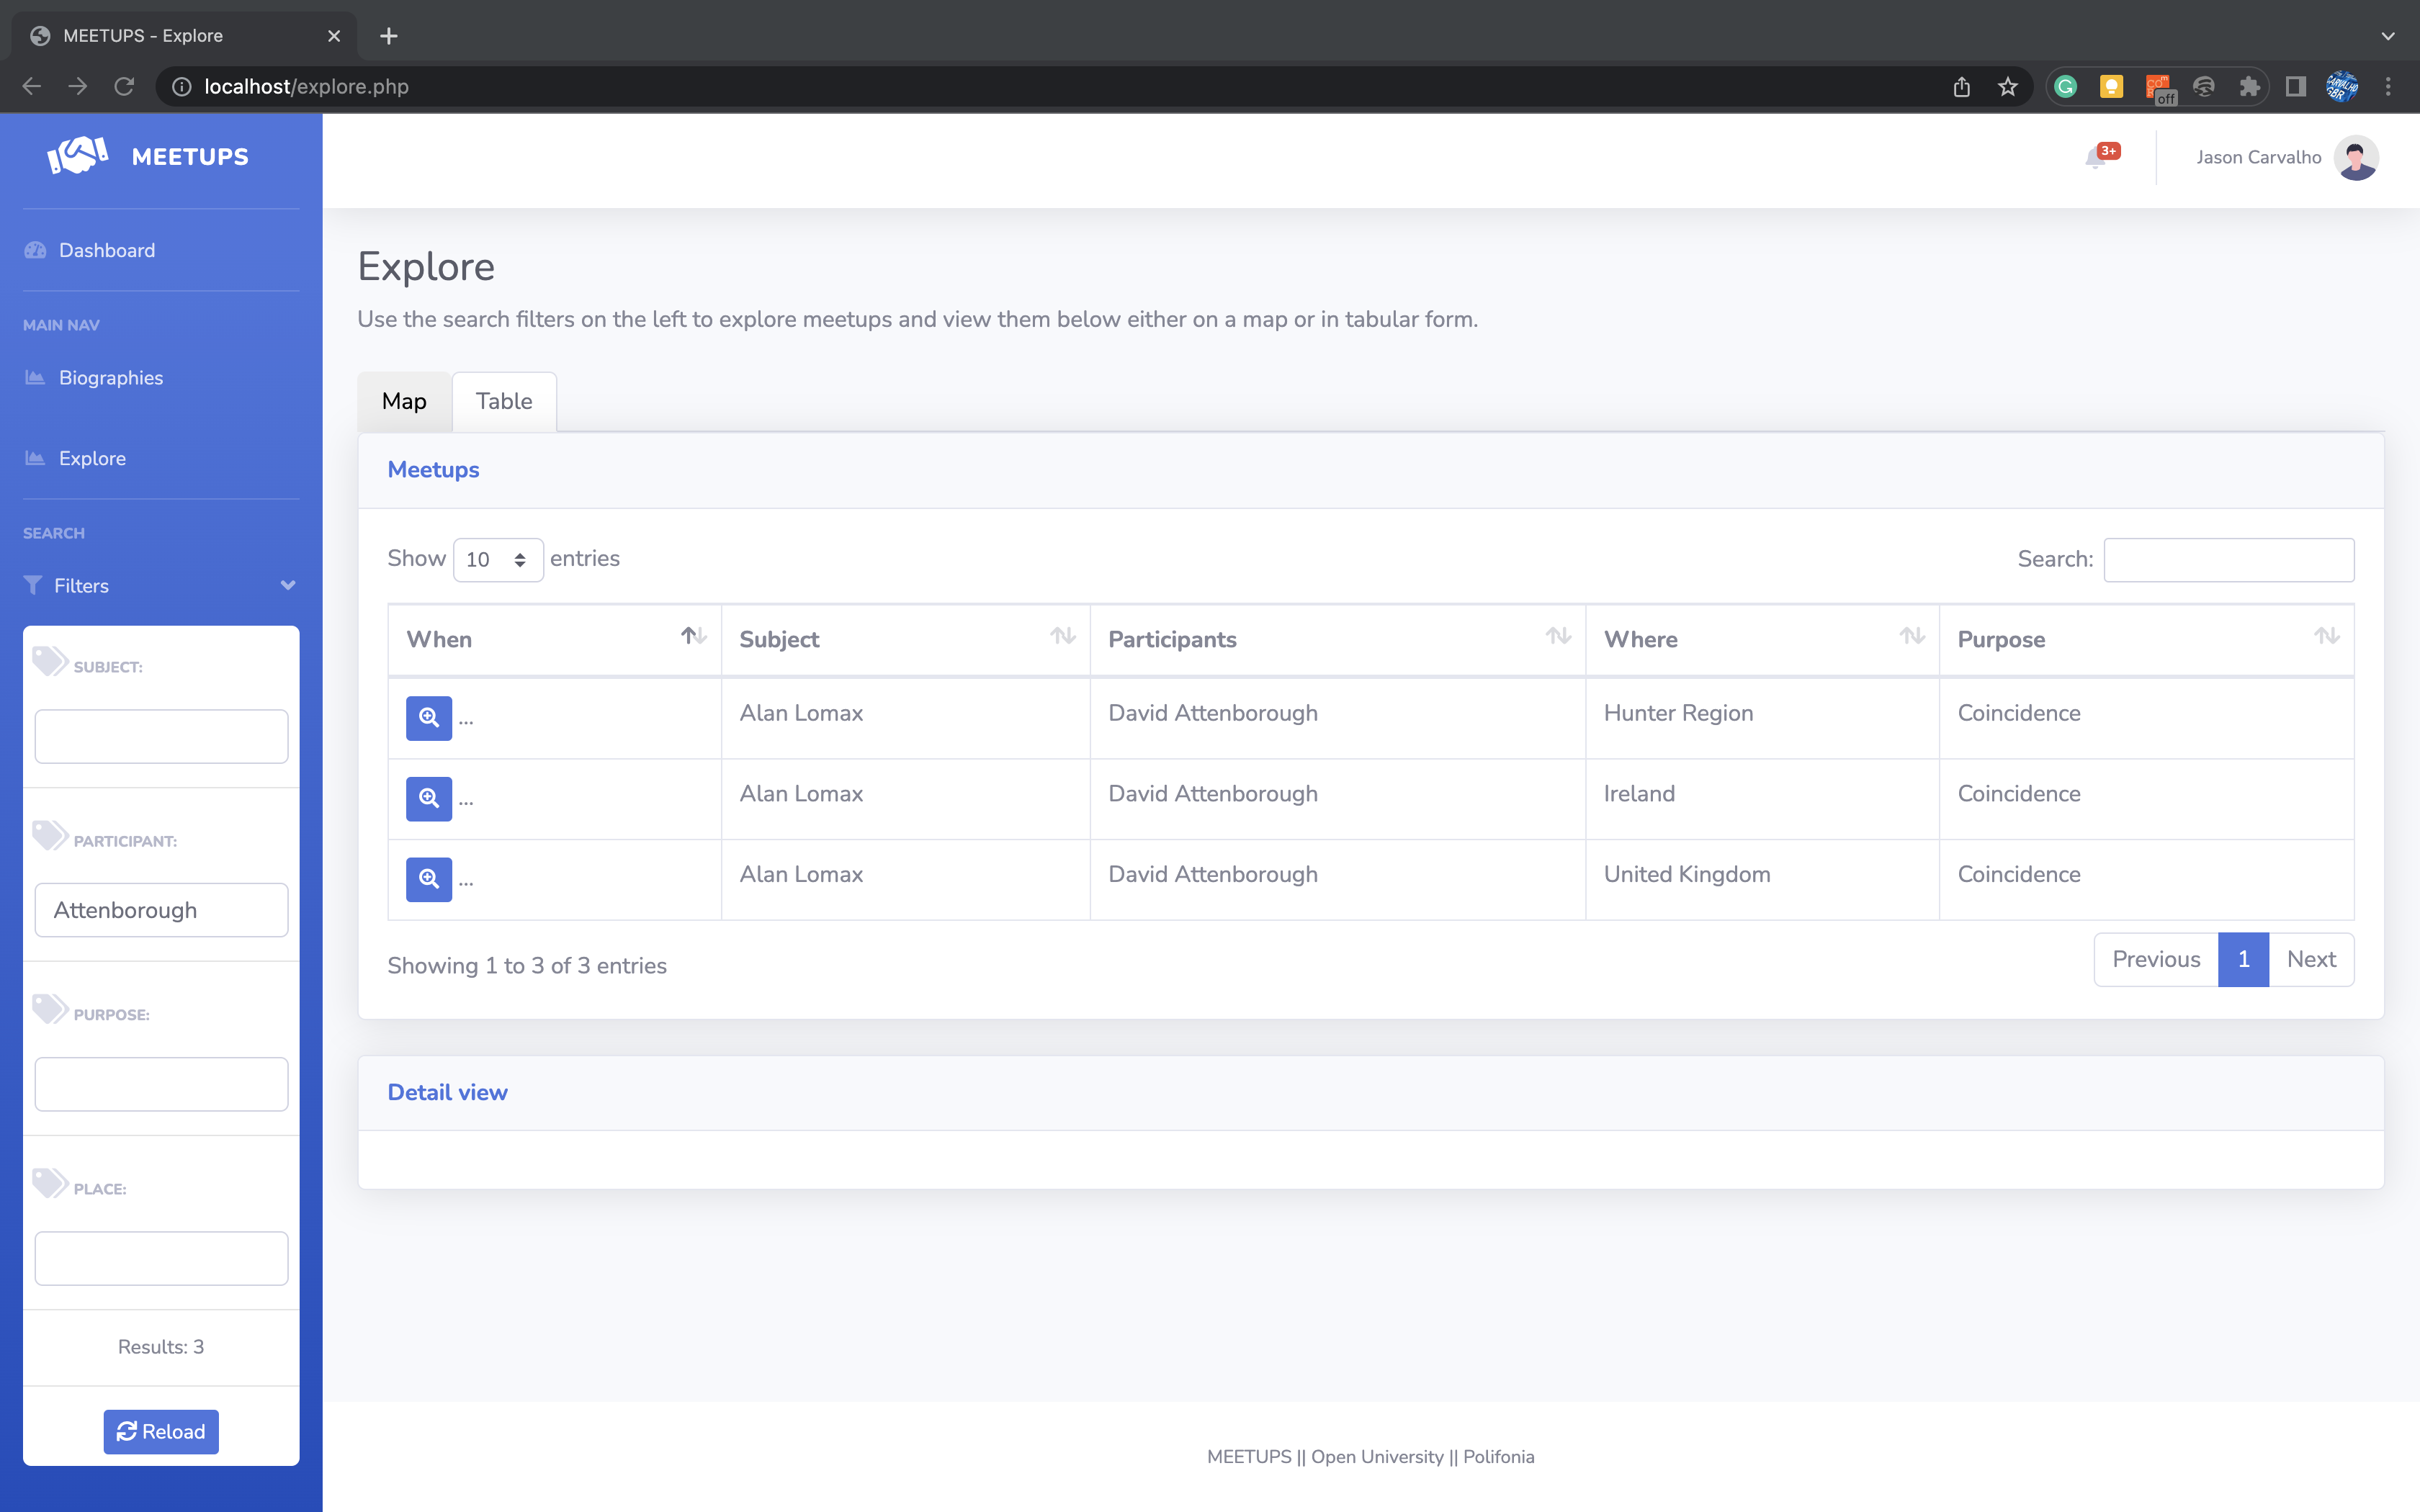 MEETUPS - Explore
localhost/explore.php
off
CARVALHO
GBR
MEETUPS
3+
Jason Carvalho
Dashboard
MAIN NAV
Biographies
Explore
SEARCH
Filters
SUBJECT:
PARTICIPANT:
Attenborough
PURPOSE:
PLACE:
Results: 3
Reload
Explore
Use the search filters on the left to explore meetups and view them below either on a map or in tabular form.
Map Table
Meetups
Show 10 entries Search:
When Subject Participants Where Purpose
... Alan Lomax David Attenborough Hunter Region Coincidence
... Alan Lomax David Attenborough Ireland Coincidence
... Alan Lomax David Attenborough United Kingdom Coincidence
Showing 1 to 3 of 3 entries Previous 1 Next
Detail view
MEETUPS || Open University || Polifonia